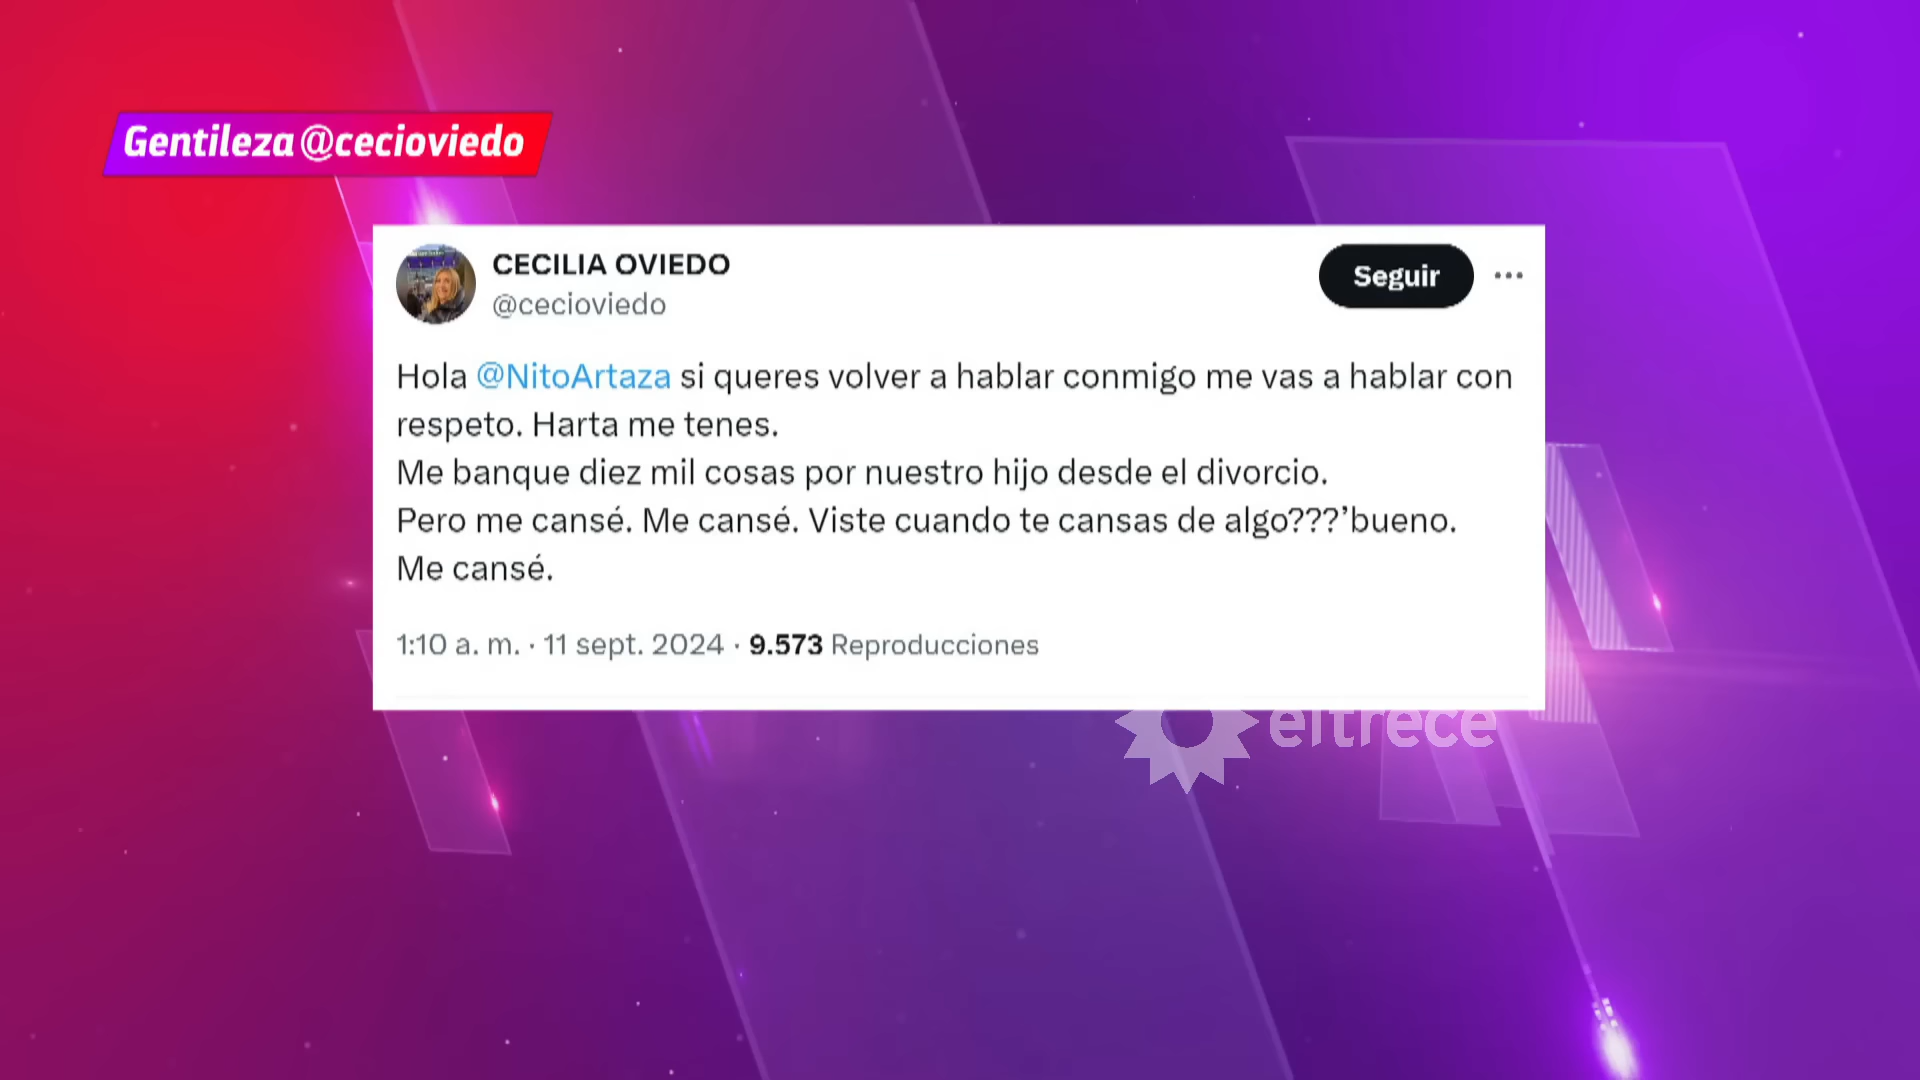 Gentileza @cecioviedo
CECILIA OVIEDO
@cecioviedo
Seguir
Hola @NitoArtaza si queres volver a hablar conmigo me vas a hablar con
respeto. Harta me tenes.
Me banque diez mil cosas por nuestro hijo desde el divorcio.
Pero me cansé. Me cansé. Viste cuando te cansas de algo???’bueno.
Me cansé.
1:10 a. m. · 11 sept. 2024 · 9.573 Reproducciones
eltrece